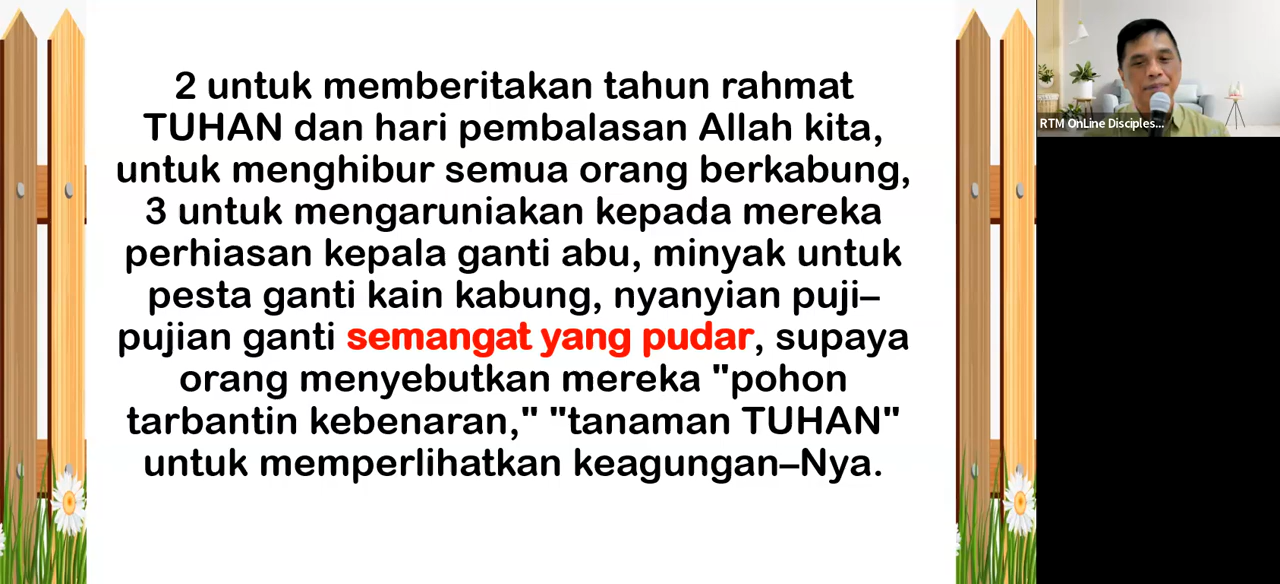 2 untuk memberitakan tahun rahmat
TUHAN dan hari pembalasan Allah kita,
untuk menghibur semua orang berkabung,
3 untuk mengaruniakan kepada mereka
perhiasan kepala ganti abu, minyak untuk
pesta ganti kain kabung, nyanyian puji–
pujian ganti semangat yang pudar, supaya
orang menyebutkan mereka "pohon
tarbantin kebenaran," "tanaman TUHAN"
untuk memperlihatkan keagungan–Nya.
RTM OnLine Disciples...